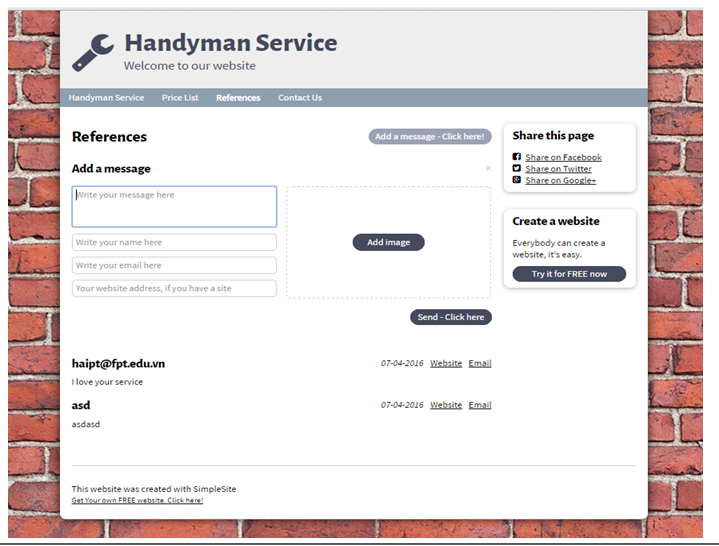 Handyman Service
Welcome to our website
Handyman Service Price List References Contact Us
References
Add a message - Click here!
Add a message
×
Write your message here
Write your name here
Write your email here
Your website address, if you have a site
Add image
Send - Click here
haipt@fpt.edu.vn 07-04-2016 Website Email
I love your service
asd 07-04-2016 Website Email
asdasd
Share this page
Share on Facebook
Share on Twitter
Share on Google+
Create a website
Everybody can create a
website, it's easy.
Try it for FREE now
This website was created with SimpleSite
Get Your own FREE website. Click here!